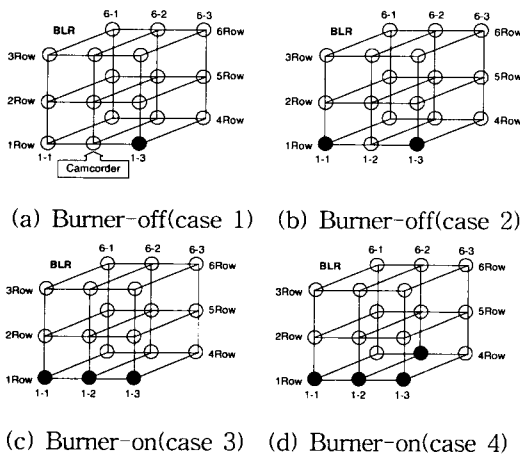 6-1 6-2 6-3
BLR
6Row
3Row
5Row
2Row
4Row
1Row
1-1 1-3
Camcorder
(a) Burner-off(case 1)
6-1 6-2 6-3
BLR
6Row
3Row
5Row
2Row
4Row
1Row
1-1 1-2 1-3
(b) Burner-off(case 2)
6-1 6-2 6-3
BLR
6Row
3Row
5Row
2Row
4Row
1Row
1-1 1-2 1-3
(c) Burner-on(case 3)
6-1 6-2 6-3
BLR
6Row
3Row
5Row
2Row
4Row
1Row
1-1 1-2 1-3
(d) Burner-on(case 4)